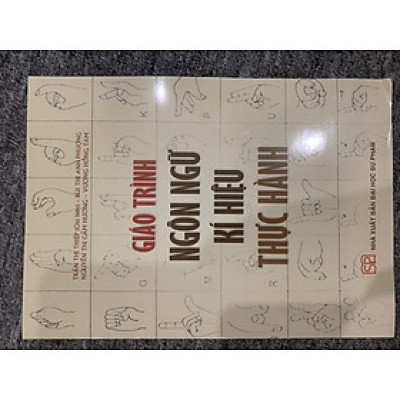 TRẦN THỊ THIỆP (Chủ biên) - BÙI THỊ ANH PHƯƠNG
NGUYỄN THỊ CẨM HƯỜNG - VƯƠNG HỒNG TÂM
GIÁO TRÌNH
NGÔN NGỮ
KÍ HIỆU
THỰC HÀNH
K
P
U
G
R
NHÀ XUẤT BẢN ĐẠI HỌC SƯ PHẠM